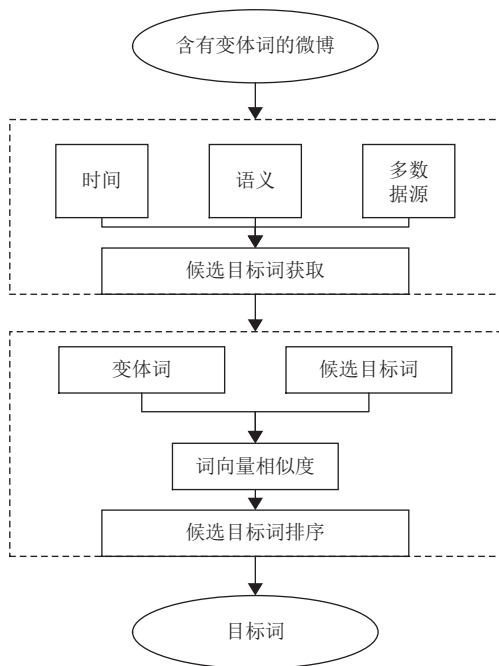 含有变体词的微博
时间
语义
多数
据源
候选目标词获取
变体词
候选目标词
词向量相似度
候选目标词排序
目标词